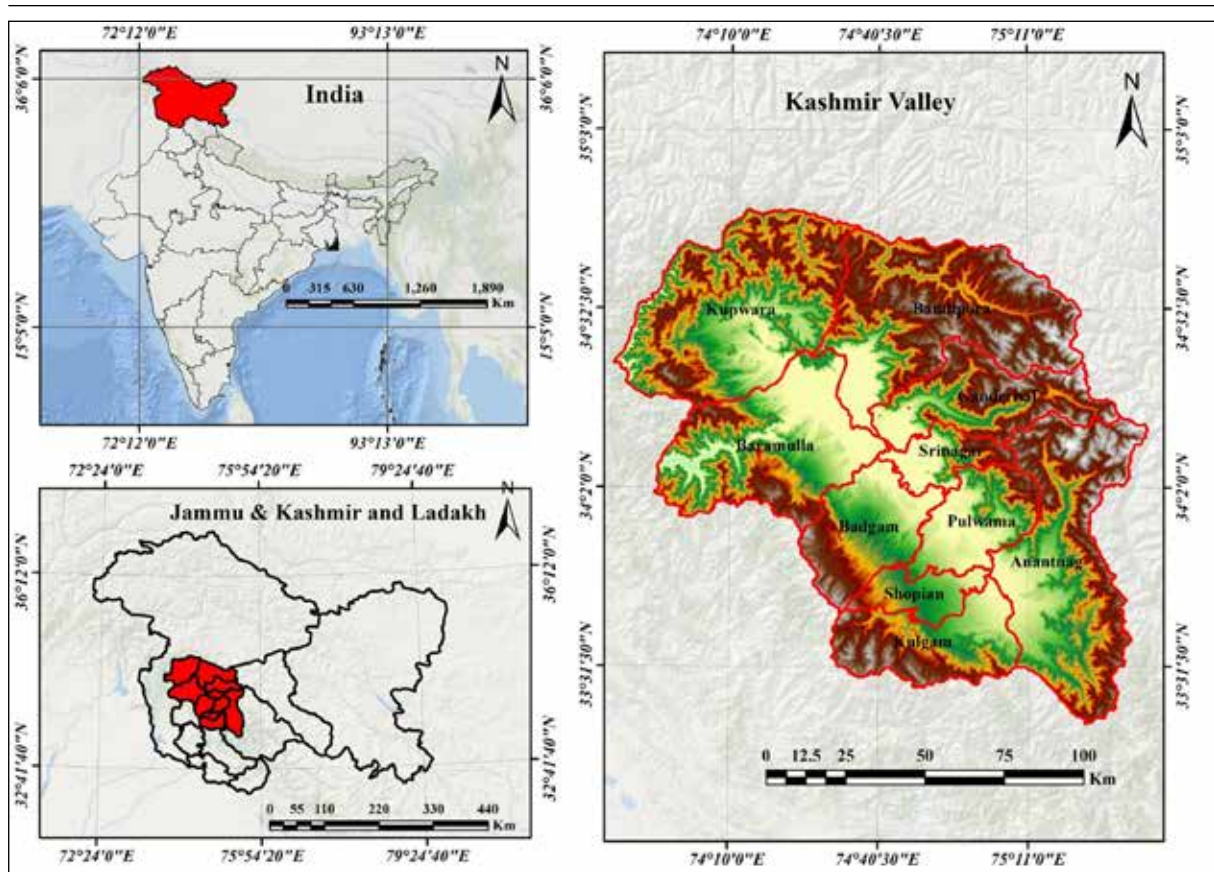 72°12'0"E 93°13'0"E
36°6'0"N
36°6'0"N
India
N
15°5'0"N
15°5'0"N
0 315 630 1,260 1,890
Km
72°12'0"E 93°13'0"E
72°24'0"E 75°54'20"E 79°24'40"E
Jammu & Kashmir and Ladakh
N
36°12'0"N
36°12'0"N
32°41'40"N
32°41'40"N
0 55 110 220 330 440
Km
72°24'0"E 75°54'20"E 79°24'40"E
74°10'0"E 74°40'30"E 75°11'0"E
Kashmir Valley
N
35°3'0"N
35°3'0"N
34°32'30"N
34°32'30"N
34°2'0"N
34°2'0"N
33°31'30"N
33°31'30"N
Kupwara
Bandipora
Ganderbal
Baramulla
Srinagar
Badgam
Pulwama
Anantnag
Shopian
Kulgam
0 12.5 25 50 75 100
Km
74°10'0"E 74°40'30"E 75°11'0"E